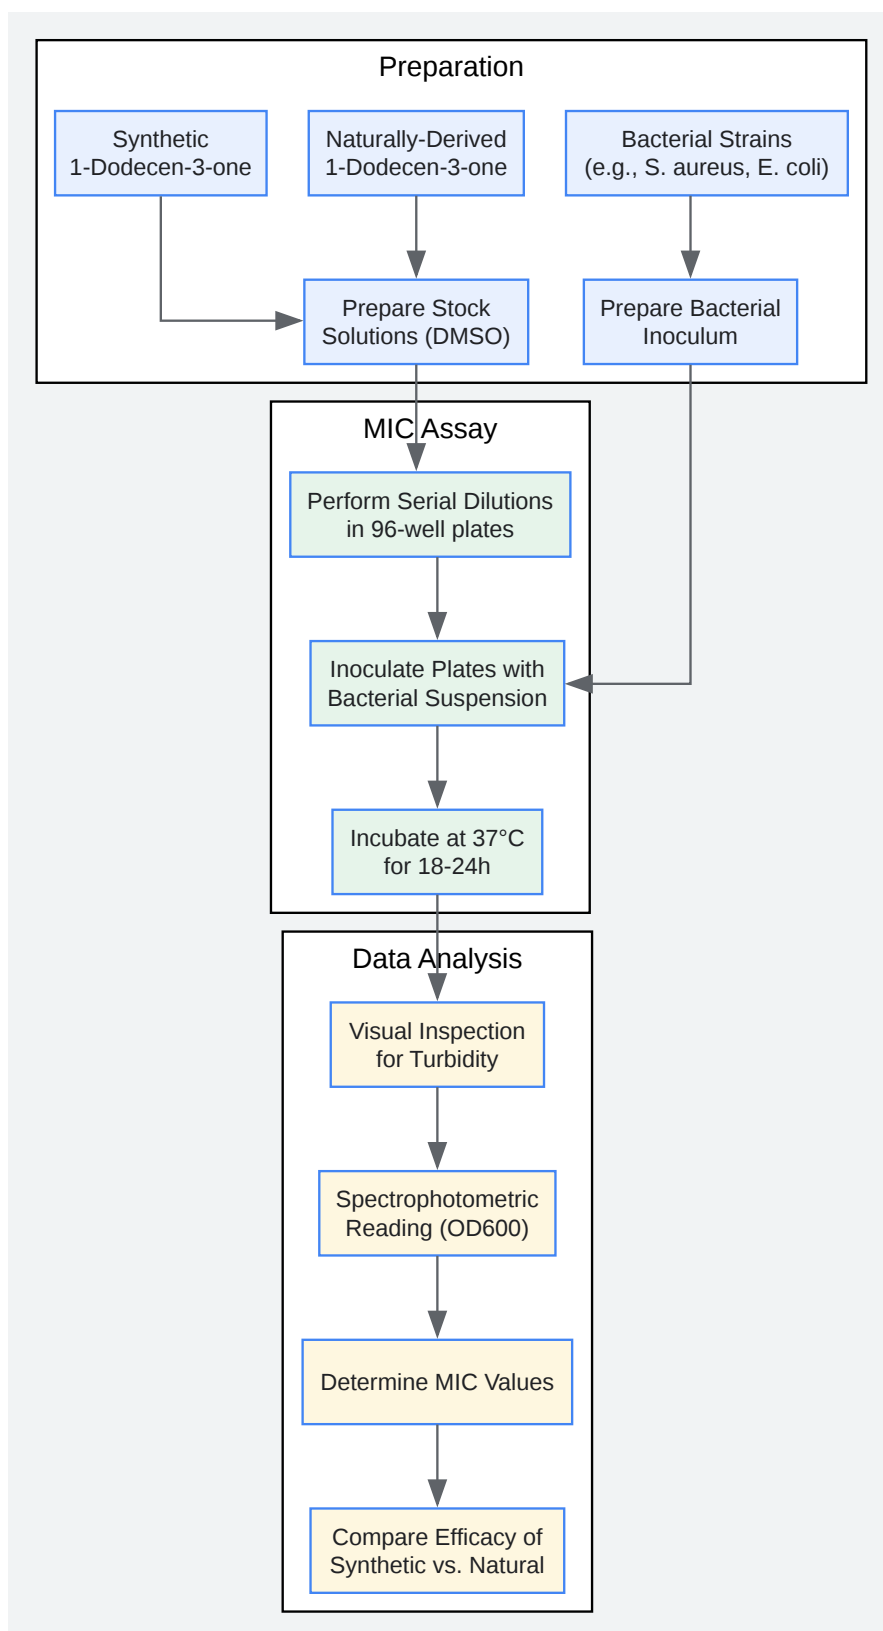 Preparation
Synthetic
1-Dodecen-3-one
Naturally-Derived
1-Dodecen-3-one
Bacterial Strains
(e.g., S. aureus, E. coli)
Prepare Stock
Solutions (DMSO)
Prepare Bacterial
Inoculum
MIC Assay
Perform Serial Dilutions
in 96-well plates
Inoculate Plates with
Bacterial Suspension
Incubate at 37°C
for 18-24h
Data Analysis
Visual Inspection
for Turbidity
Spectrophotometric
Reading (OD600)
Determine MIC Values
Compare Efficacy of
Synthetic vs. Natural